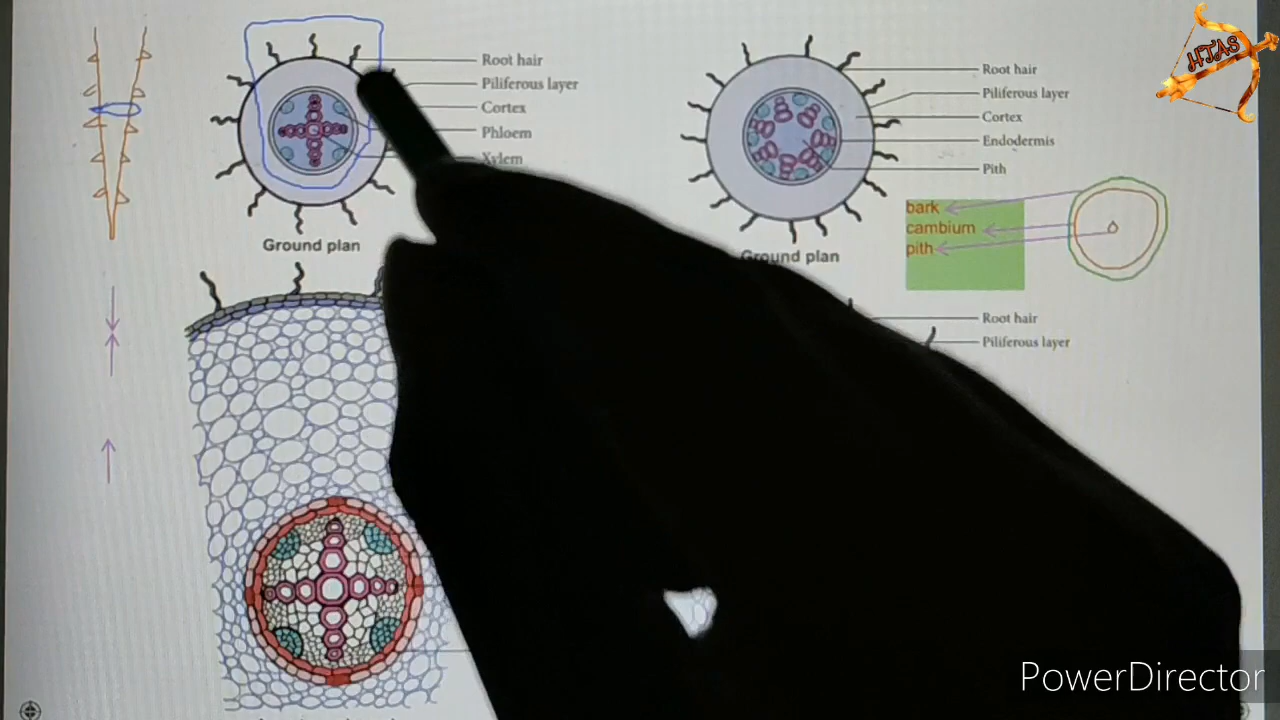 HTAS
Root hair
Piliferous layer
Cortex
Phloem
Xylem
Ground plan
Root hair
Piliferous layer
Cortex
Endodermis
Pith
bark
cambium
pith
Ground plan
Root hair
Piliferous layer
PowerDirector